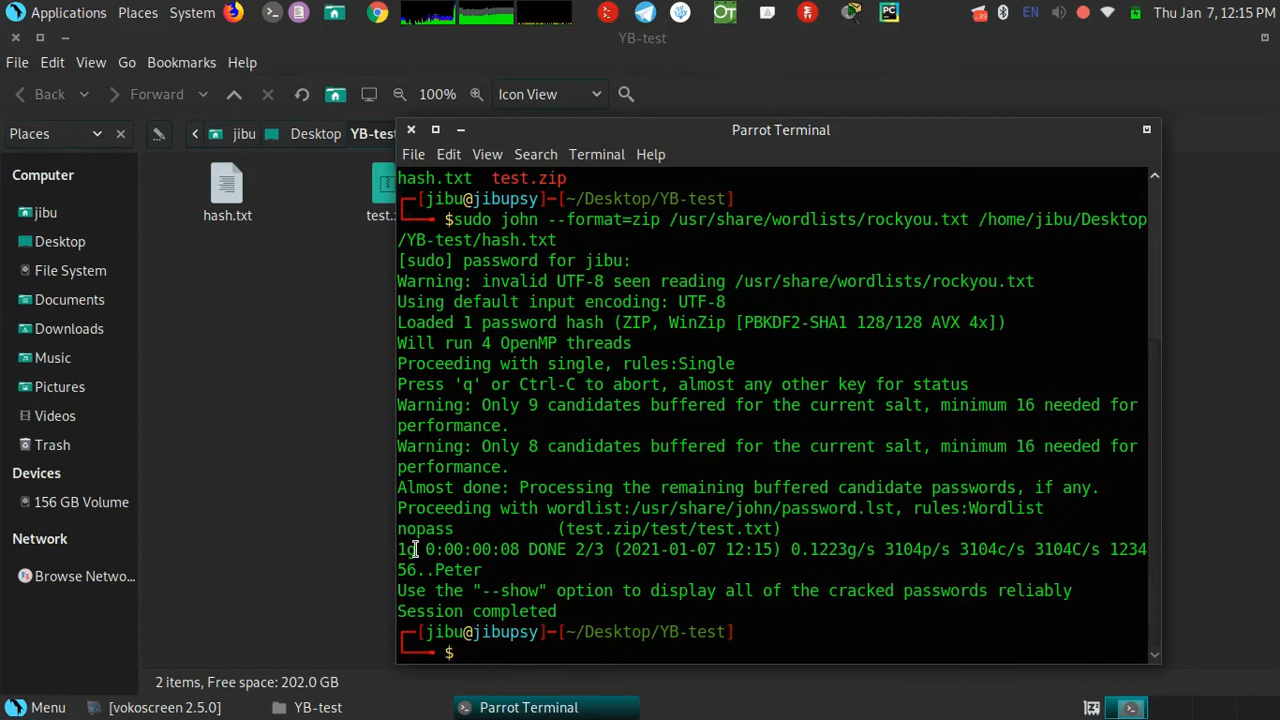 Applications Places System EN Thu Jan 7, 12:15 PM
YB-test
File Edit View Go Bookmarks Help
Back Forward 100% Icon View
Places jibu Desktop YB-test
Parrot Terminal
File Edit View Search Terminal Help
Computer
jibu
Desktop
File System
Documents
Downloads
Music
Pictures
Videos
Trash
Devices
156 GB Volume
Network
Browse Netwo...
hash.txt
test.z
hash.txt test.zip
┌─[jibu@jibupsy]─[~/Desktop/YB-test]
└──╼ $sudo john --format=zip /usr/share/wordlists/rockyou.txt /home/jibu/Desktop
/YB-test/hash.txt
[sudo] password for jibu:
Warning: invalid UTF-8 seen reading /usr/share/wordlists/rockyou.txt
Using default input encoding: UTF-8
Loaded 1 password hash (ZIP, WinZip [PBKDF2-SHA1 128/128 AVX 4x])
Will run 4 OpenMP threads
Proceeding with single, rules:Single
Press 'q' or Ctrl-C to abort, almost any other key for status
Warning: Only 9 candidates buffered for the current salt, minimum 16 needed for
performance.
Warning: Only 8 candidates buffered for the current salt, minimum 16 needed for
performance.
Almost done: Processing the remaining buffered candidate passwords, if any.
Proceeding with wordlist:/usr/share/john/password.lst, rules:Wordlist
nopass (test.zip/test/test.txt)
1g 0:00:00:08 DONE 2/3 (2021-01-07 12:15) 0.1223g/s 3104p/s 3104c/s 3104C/s 1234
56..Peter
Use the "--show" option to display all of the cracked passwords reliably
Session completed
┌─[jibu@jibupsy]─[~/Desktop/YB-test]
└──╼ $
2 items, Free space: 202.0 GB
Menu [vokoscreen 2.5.0] YB-test Parrot Terminal